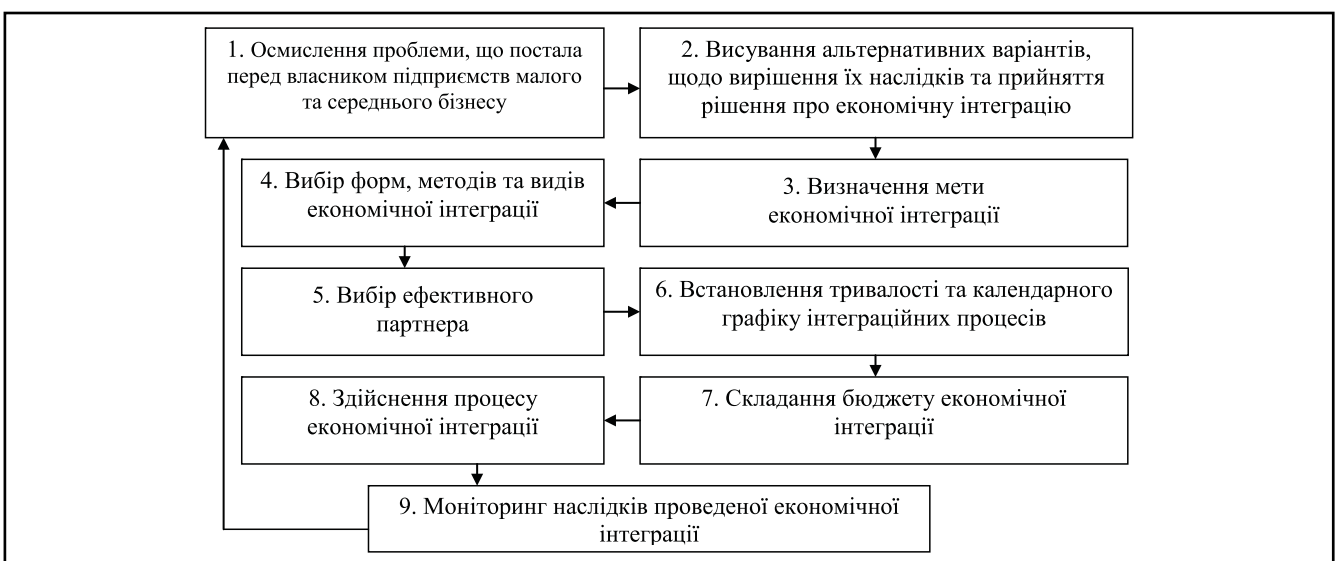 1. Осмислення проблеми, що постала
перед власником підприємств малого
та середнього бізнесу
2. Висування альтернативних варіантів,
щодо вирішення їх наслідків та прийняття
рішення про економічну інтеграцію
3. Визначення мети
економічної інтеграції
4. Вибір форм, методів та видів
економічної інтеграції
5. Вибір ефективного
партнера
6. Встановлення тривалості та календарного
графіку інтеграційних процесів
7. Складання бюджету економічної
інтеграції
8. Здійснення процесу
економічної інтеграції
9. Моніторинг наслідків проведеної економічної
інтеграції